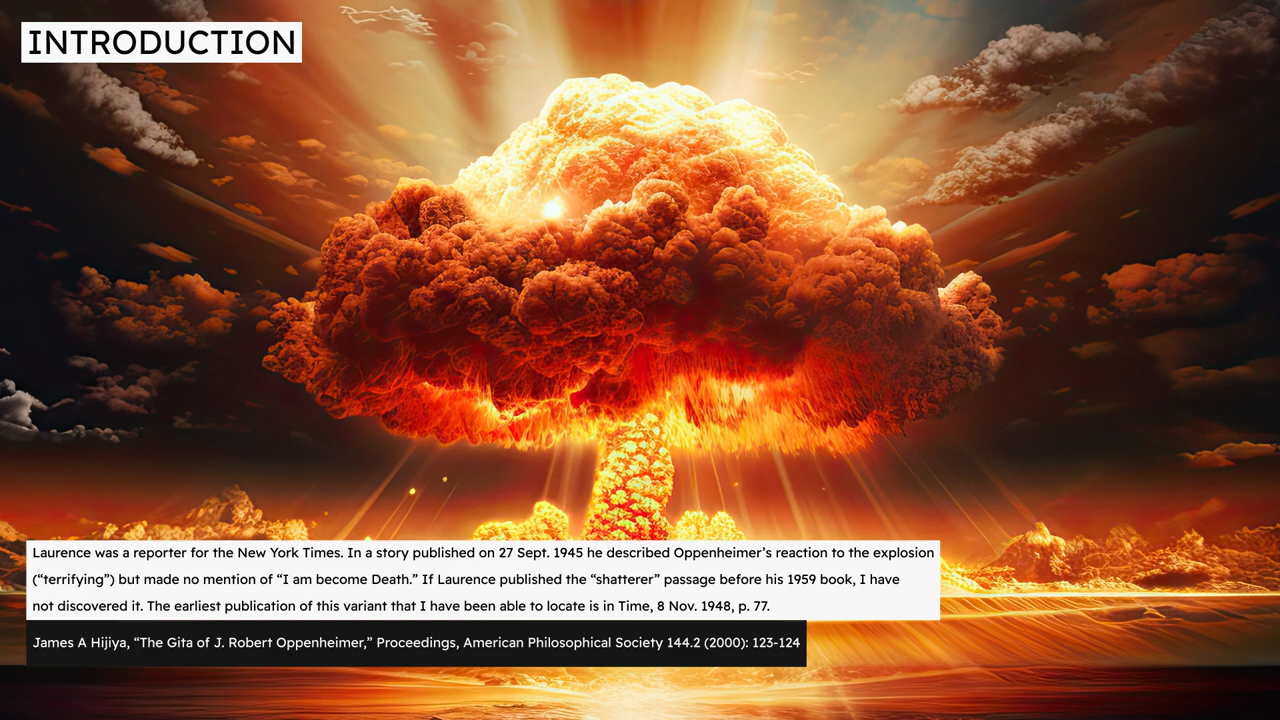 INTRODUCTION
Laurence was a reporter for the New York Times. In a story published on 27 Sept. 1945 he described Oppenheimer’s reaction to the explosion
(“terrifying”) but made no mention of “I am become Death.” If Laurence published the “shatterer” passage before his 1959 book, I have
not discovered it. The earliest publication of this variant that I have been able to locate is in Time, 8 Nov. 1948, p. 77.
James A Hijiya, “The Gita of J. Robert Oppenheimer,” Proceedings, American Philosophical Society 144.2 (2000): 123-124